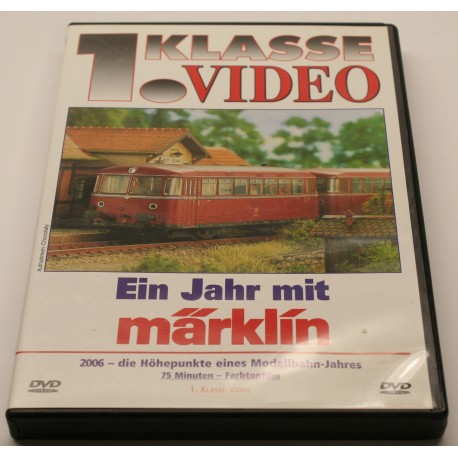 1. KLASSE
VIDEO
Ein Jahr mit
märklin
2006 – die Höhepunkte eines Modellbahn-Jahres
75 Minuten – Farbtonfilm
1. KLASSE VIDEO
DVD
DVD